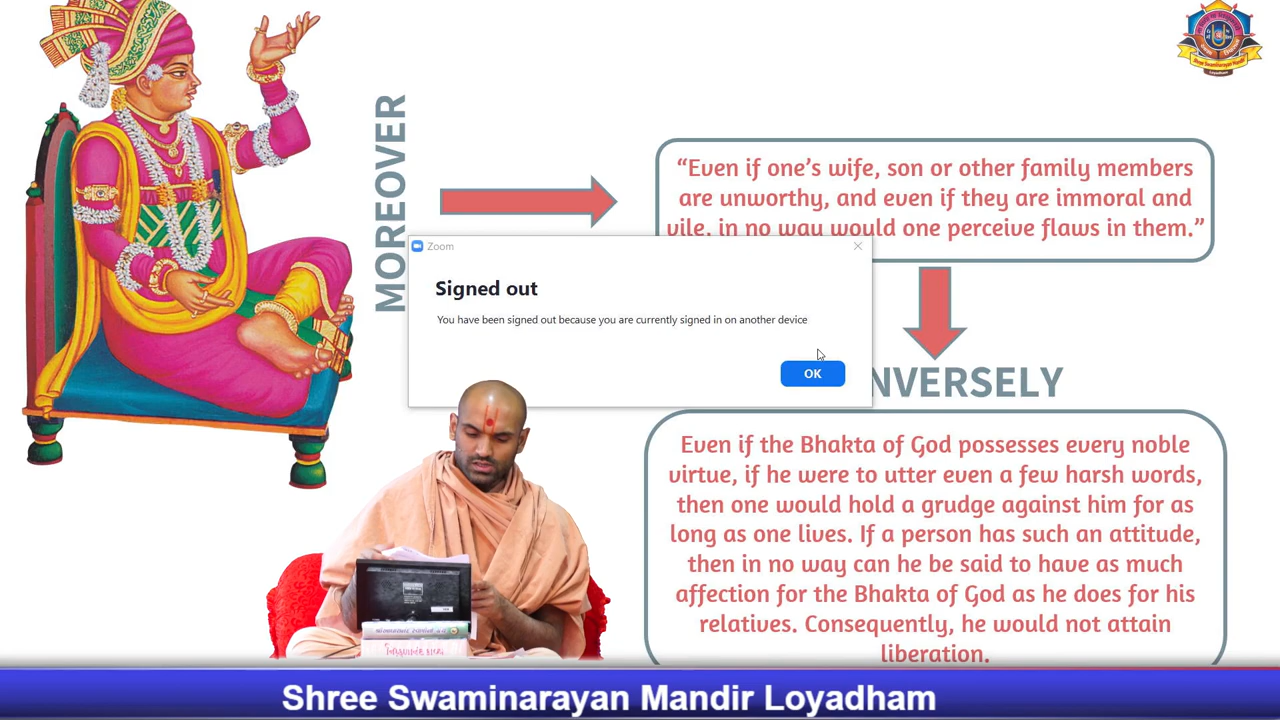 MOREOVER
“Even if one’s wife, son or other family members
are unworthy, and even if they are immoral and
vile, in no way would one perceive flaws in them.”
Zoom
Signed out
You have been signed out because you are currently signed in on another device
OK
NVERSELY
Even if the Bhakta of God possesses every noble
virtue, if he were to utter even a few harsh words,
then one would hold a grudge against him for as
long as one lives. If a person has such an attitude,
then in no way can he be said to have as much
affection for the Bhakta of God as he does for his
relatives. Consequently, he would not attain
liberation.
Shree Swaminarayan Mandir
Loyadham
Shree Swaminarayan Mandir Loyadham